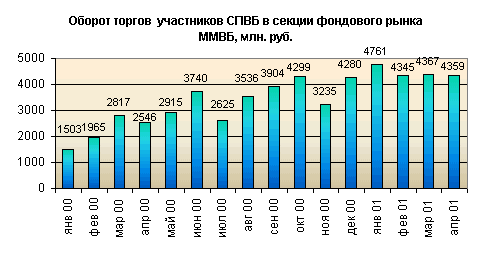 Оборот торгов участников СПВБ в секции фондового рынка
ММВБ, млн. руб.
5000
4000
3000
2000
1000
0
1503
1965
2817
2546
2915
3740
2625
3536
3904
4299
3235
4280
4761
4345
4367
4359
янв 00
фев 00
мар 00
апр 00
май 00
июн 00
июл 00
авг 00
сен 00
окт 00
ноя 00
дек 00
янв 01
фев 01
мар 01
апр 01